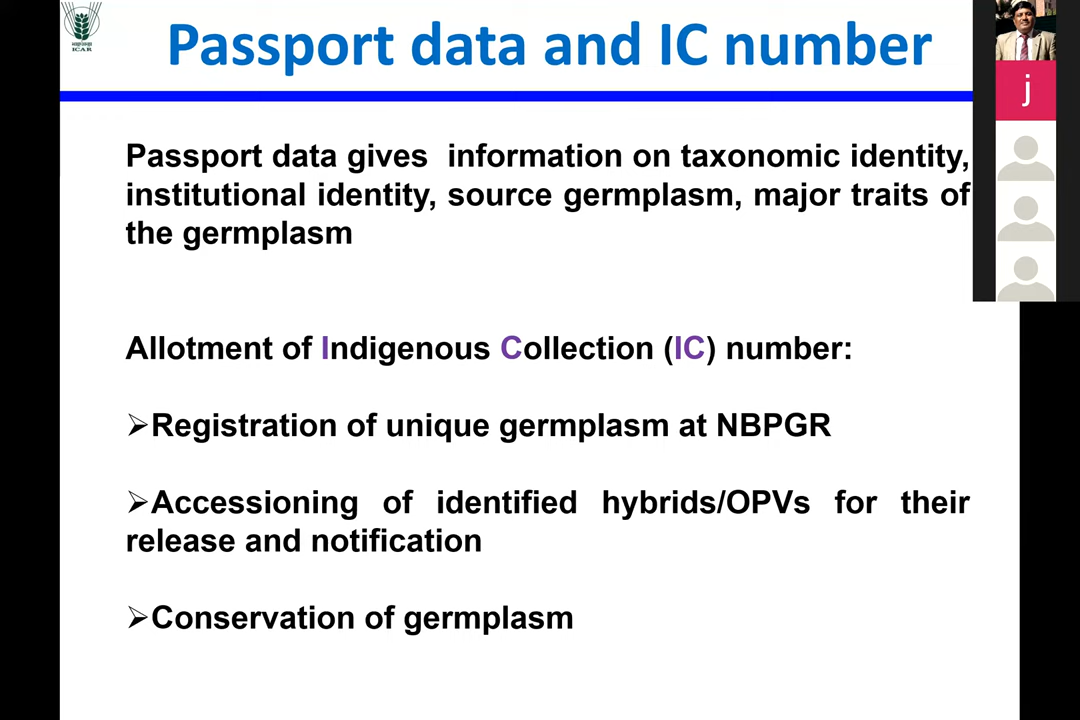 Passport data and IC number
ICAR
j
Passport data gives information on taxonomic identity,
institutional identity, source germplasm, major traits of
the germplasm
Allotment of Indigenous Collection (IC) number:
➢Registration of unique germplasm at NBPGR
➢Accessioning of identified hybrids/OPVs for their
release and notification
➢Conservation of germplasm